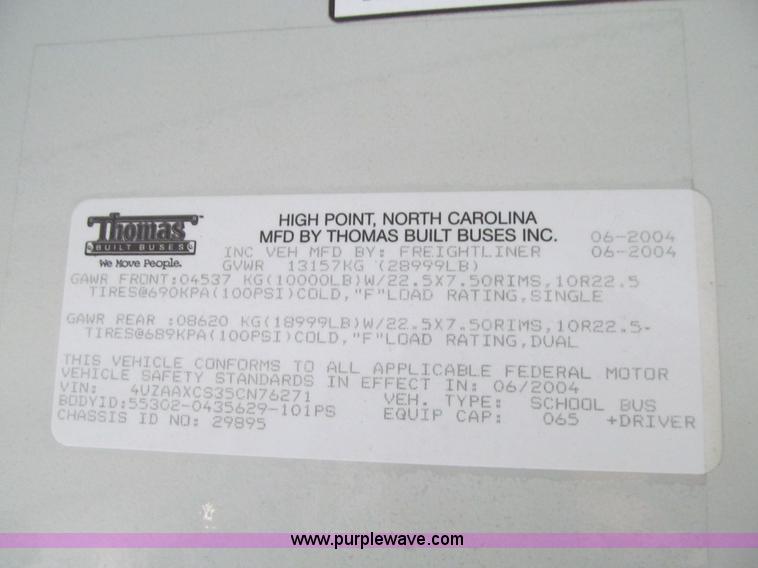 Thomas
BUILT BUSES
We Move People.
HIGH POINT, NORTH CAROLINA
MFD BY THOMAS BUILT BUSES INC. 06-2004
INC VEH MFD BY: FREIGHTLINER 06-2004
GVWR 13157KG (28999LB)
GAWR FRONT:04537 KG(10000LB)W/22.5X7.50RIMS,10R22.5
TIRES@690KPA(100PSI)COLD,"F"LOAD RATING,SINGLE
GAWR REAR :08620 KG(18999LB)W/22.5X7.50RIMS,10R22.5-
TIRES@689KPA(100PSI)COLD,"F"LOAD RATING,DUAL
THIS VEHICLE CONFORMS TO ALL APPLICABLE FEDERAL MOTOR
VEHICLE SAFETY STANDARDS IN EFFECT IN: 06/2004
VIN: 4UZAAXCS35CN76271 VEH. TYPE: SCHOOL BUS
BODYID:55302-0435629-101PS EQUIP CAP: 065 +DRIVER
CHASSIS ID NO: 29895
www.purplewave.com